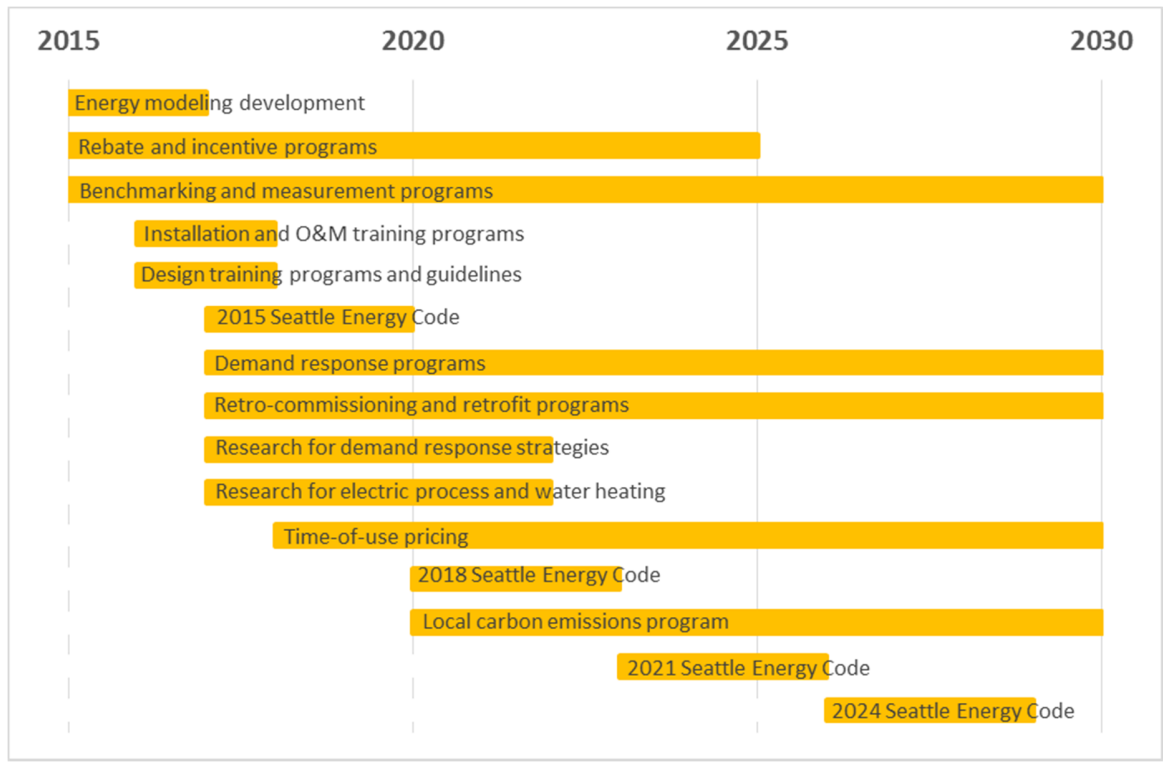 2015 2020 2025 2030
Energy modeling development
Rebate and incentive programs
Benchmarking and measurement programs
Installation and O&M training programs
Design training programs and guidelines
2015 Seattle Energy Code
Demand response programs
Retro-commissioning and retrofit programs
Research for demand response strategies
Research for electric process and water heating
Time-of-use pricing
2018 Seattle Energy Code
Local carbon emissions program
2021 Seattle Energy Code
2024 Seattle Energy Code